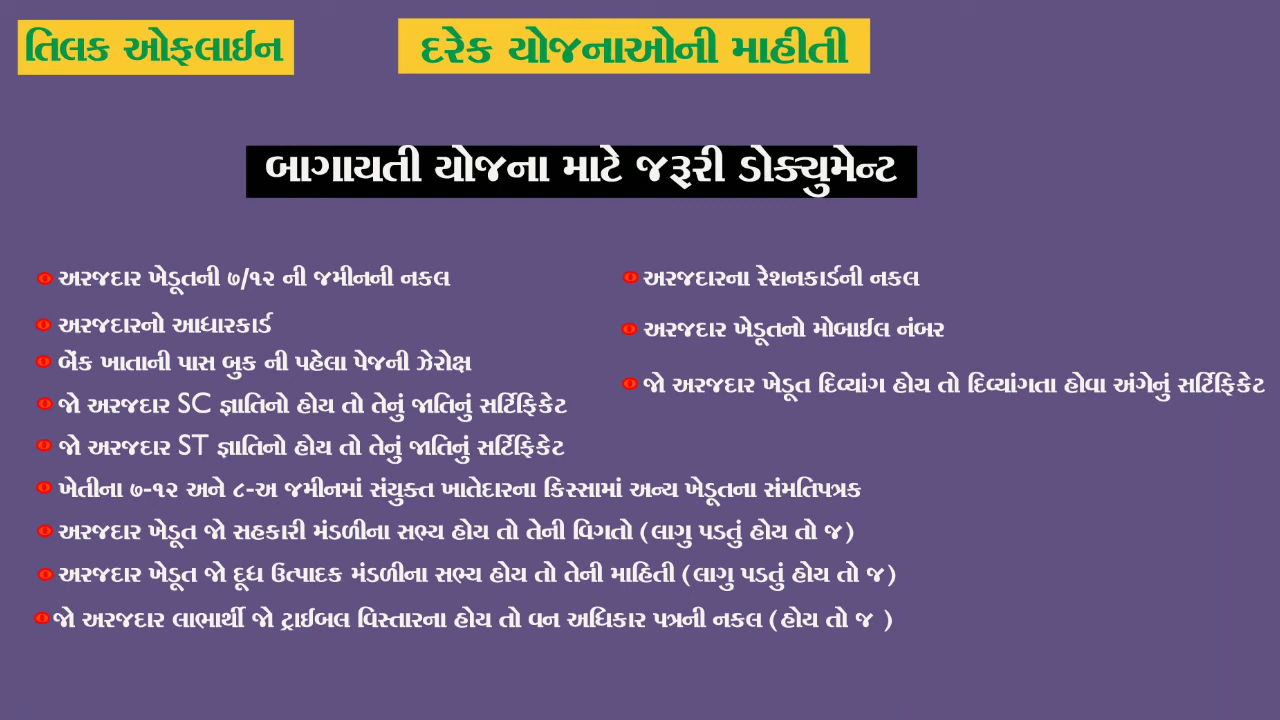 તિલક ઓફલાઈન
દરેક યોજનાઓની માહીતી
બાગાયતી યોજના માટે જરૂરી ડોક્યુમેન્ટ
અરજદાર ખેડૂતની ૭/૧૨ ની જમીનની નકલ
અરજદારનો આધારકાર્ડ
બેંક ખાતાની પાસ બુક ની પહેલા પેજની ઝેરોક્ષ
જો અરજદાર SC જ્ઞાતિનો હોય તો તેનું જાતિનું સર્ટિફિકેટ
જો અરજદાર ST જ્ઞાતિનો હોય તો તેનું જાતિનું સર્ટિફિકેટ
ખેતીના ૭-૧૨ અને ૮-અ જમીનમાં સંયુક્ત ખાતેદારના કિસ્સામાં અન્ય ખેડૂતના સંમતિપત્રક
અરજદાર ખેડૂત જો સહકારી મંડળીના સભ્ય હોય તો તેની વિગતો (લાગુ પડતું હોય તો જ)
અરજદાર ખેડૂત જો દૂધ ઉત્પાદક મંડળીના સભ્ય હોય તો તેની માહિતી (લાગુ પડતું હોય તો જ)
જો અરજદાર લાભાર્થી જો ટ્રાઈબલ વિસ્તારના હોય તો વન અધિકાર પત્રની નકલ (હોય તો જ )
અરજદારના રેશનકાર્ડની નકલ
અરજદાર ખેડૂતનો મોબાઈલ નંબર
જો અરજદાર ખેડૂત દિવ્યાંગ હોય તો દિવ્યાંગતા હોવા અંગેનું સર્ટિફિકેટ